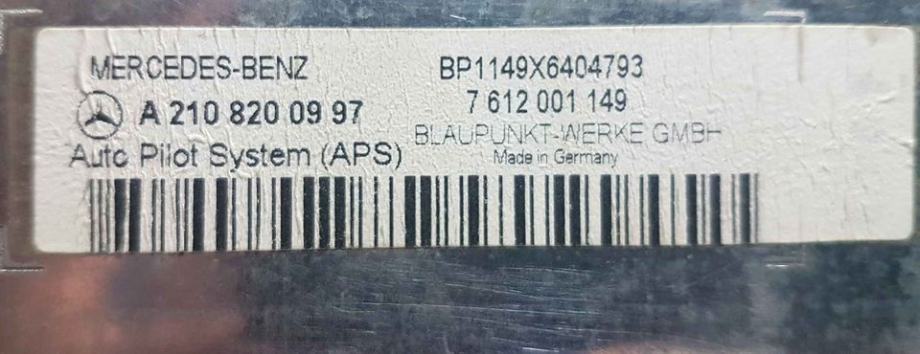 MERCEDES-BENZ
A 210 820 09 97
Auto Pilot System (APS)
BP1149X6404793
7 612 001 149
BLAUPUNKT-WERKE GMBH
Made in Germany